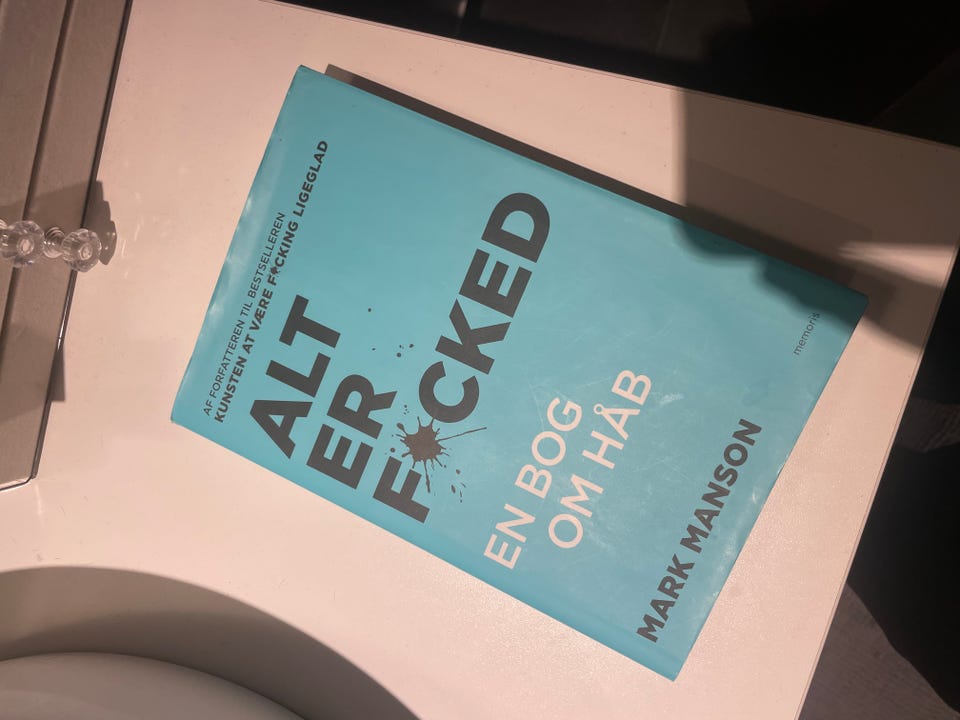 AF FORFATTEREN TIL BESTSELLEREN
KUNSTEN AT VÆRE F*CKING LIGEGLAD
ALT
ER
F*CKED
EN BOG
OM HÅB
MARK MANSON
memoris